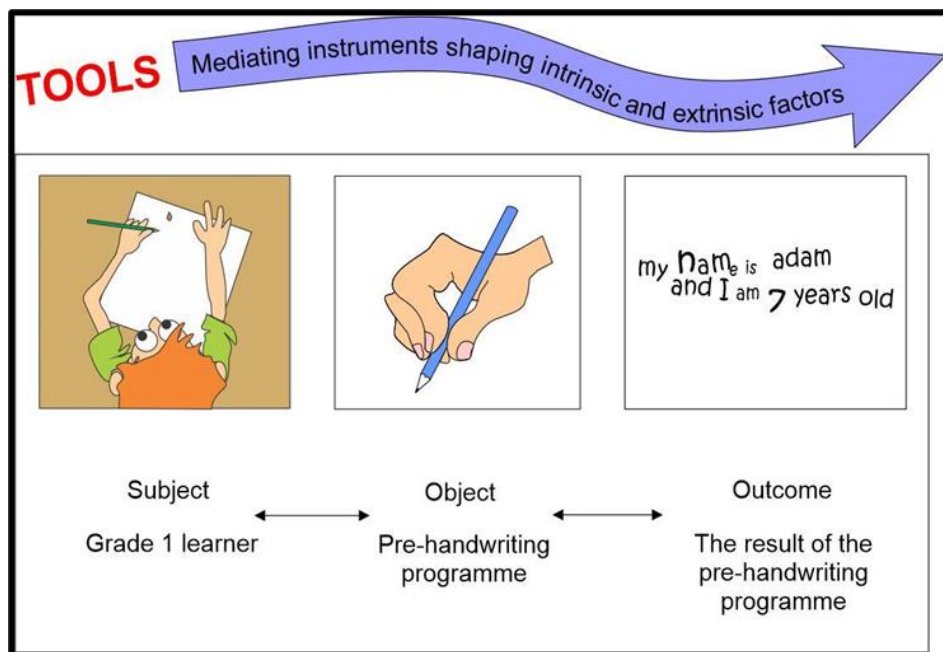 TOOLS
Mediating instruments shaping intrinsic and extrinsic factors
my name is adam
and I am 7 years old
Subject
Object
Outcome
Grade 1 learner
Pre-handwriting
programme
The result of the
pre-handwriting
programme